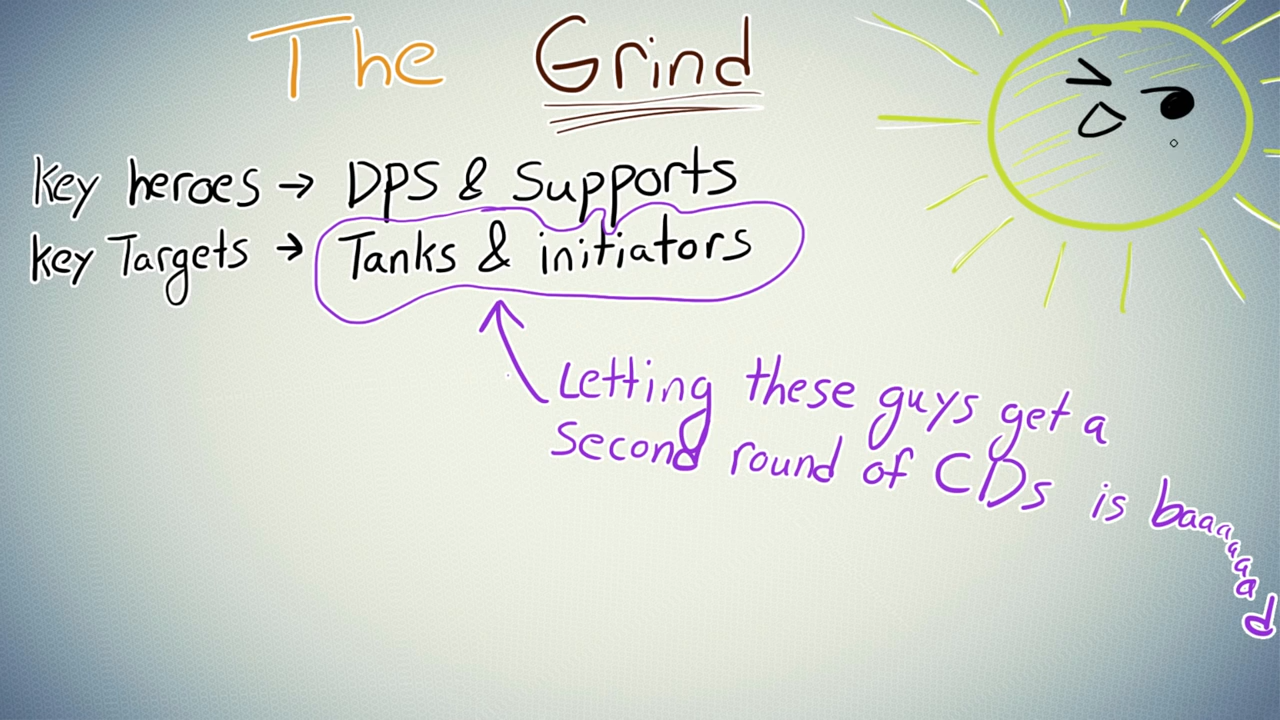 The Grind
Key heroes → DPS & Supports
Key Targets → Tanks & initiators
Letting these guys get a
Second round of CDs is baaaaaaad